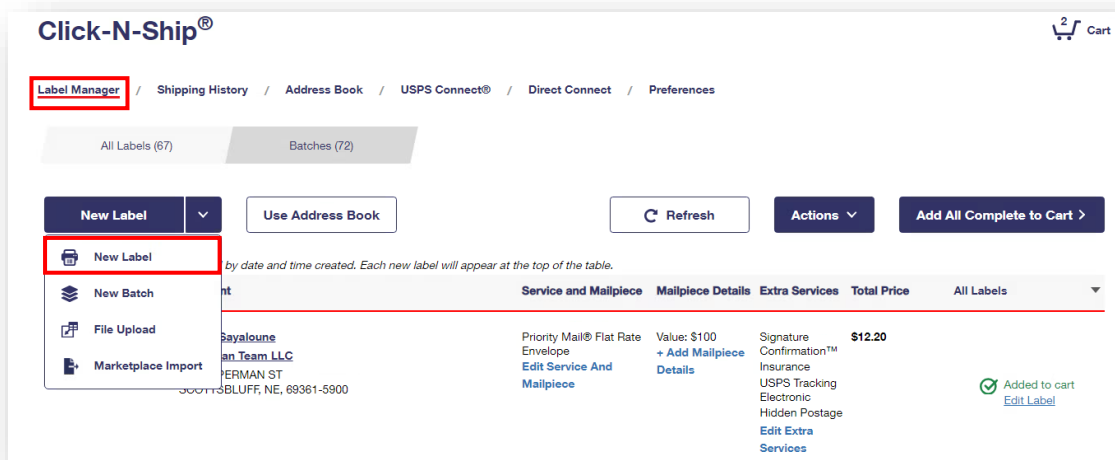 Click-N-Ship®
2 Cart
Label Manager / Shipping History / Address Book / USPS Connect® / Direct Connect / Preferences
All Labels (67) Batches (72)
New Label Use Address Book Refresh Actions Add All Complete to Cart >
New Label
by date and time created. Each new label will appear at the top of the table.
New Batch
nt Service and Mailpiece Mailpiece Details Extra Services Total Price All Labels
File Upload
Sayaloune Priority Mail® Flat Rate Value: $100 Signature $12.20
Envelope + Add Mailpiece Confirmation™
an Team LLC Edit Service And Details Insurance
Marketplace Import
PERMAN ST Mailpiece USPS Tracking
SCOTTSBLUFF, NE, 69361-5900 Electronic
Added to cart
Edit Label
Hidden Postage
Edit Extra
Services